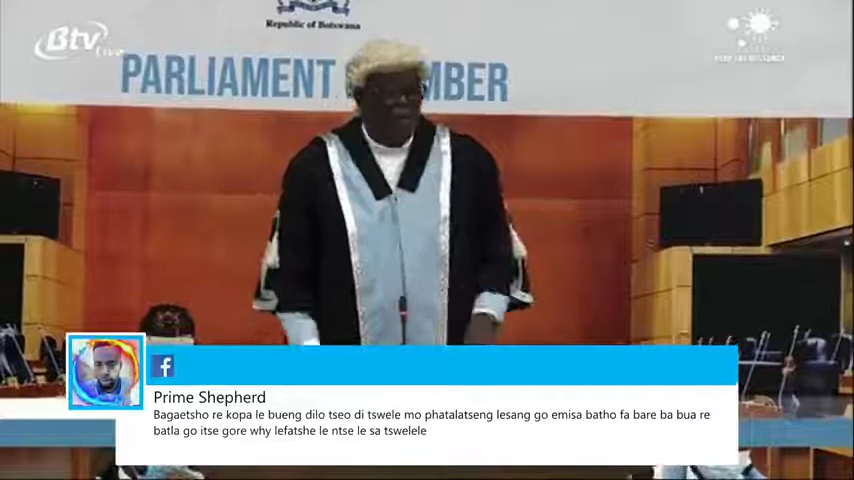 Republic of Botswana
Btv
Live
PARLIAMENT
MBER
Prime Shepherd
Bagaetsho re kopa le bueng dilo tseo di tswele mo phatalatseng lesang go emisa batho fa bare ba bua re
batla go itse gore why lefatshe le ntse le sa tswelele